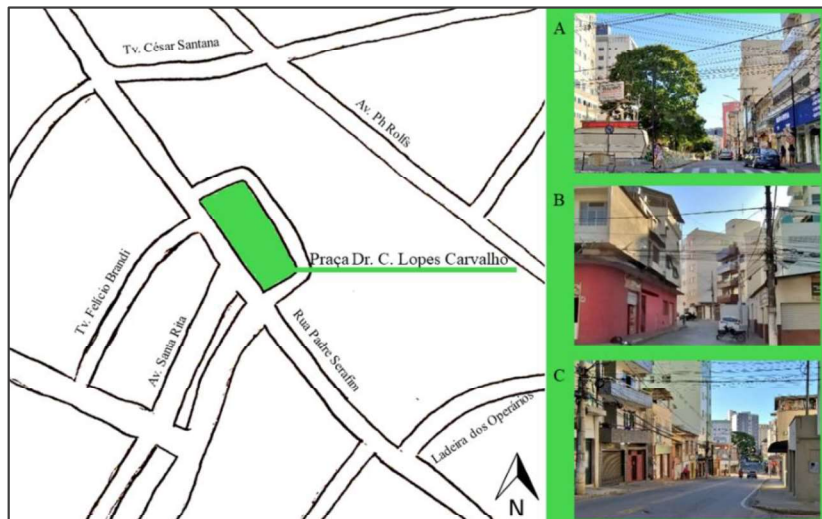 Tv. César Santana
Av. Ph Rolfs
Praça Dr. C. Lopes Carvalho
Tv. Felício Brandi
Av. Santa Rita
Rua Padre Serafim
Ladeira dos Operários
N
A
B
C